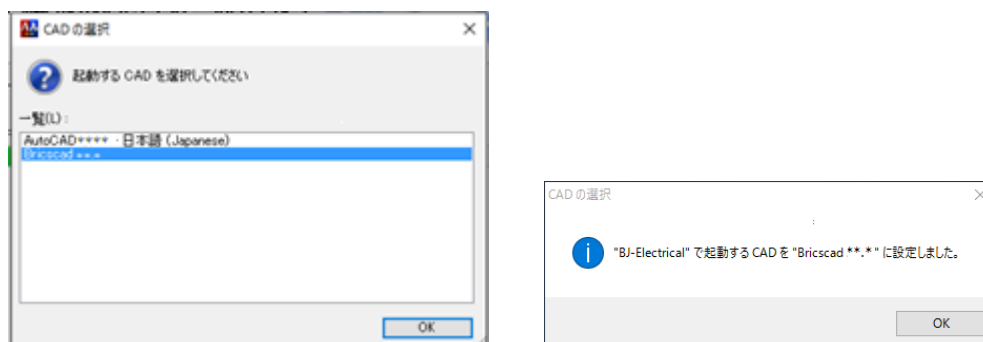 CAD の選択
起動する CAD を選択してください
一覧(L) :
AutoCAD**** - 日本語 (Japanese)
Bricscad **.*
OK
CAD の選択
"BJ-Electrical" で起動する CAD を "Bricscad **.* " に設定しました。
OK